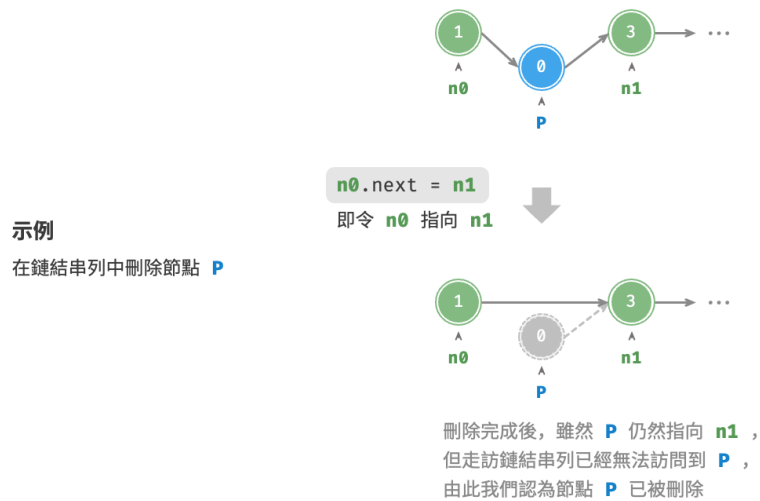 1
3
...
0
n0
n1
P
n0.next = n1
即令 n0 指向 n1
示例
在鏈結串列中刪除節點 P
1
3
...
0
n0
n1
P
刪除完成後，雖然 P 仍然指向 n1 ，
但走訪鏈結串列已經無法訪問到 P ，
由此我們認為節點 P 已被刪除